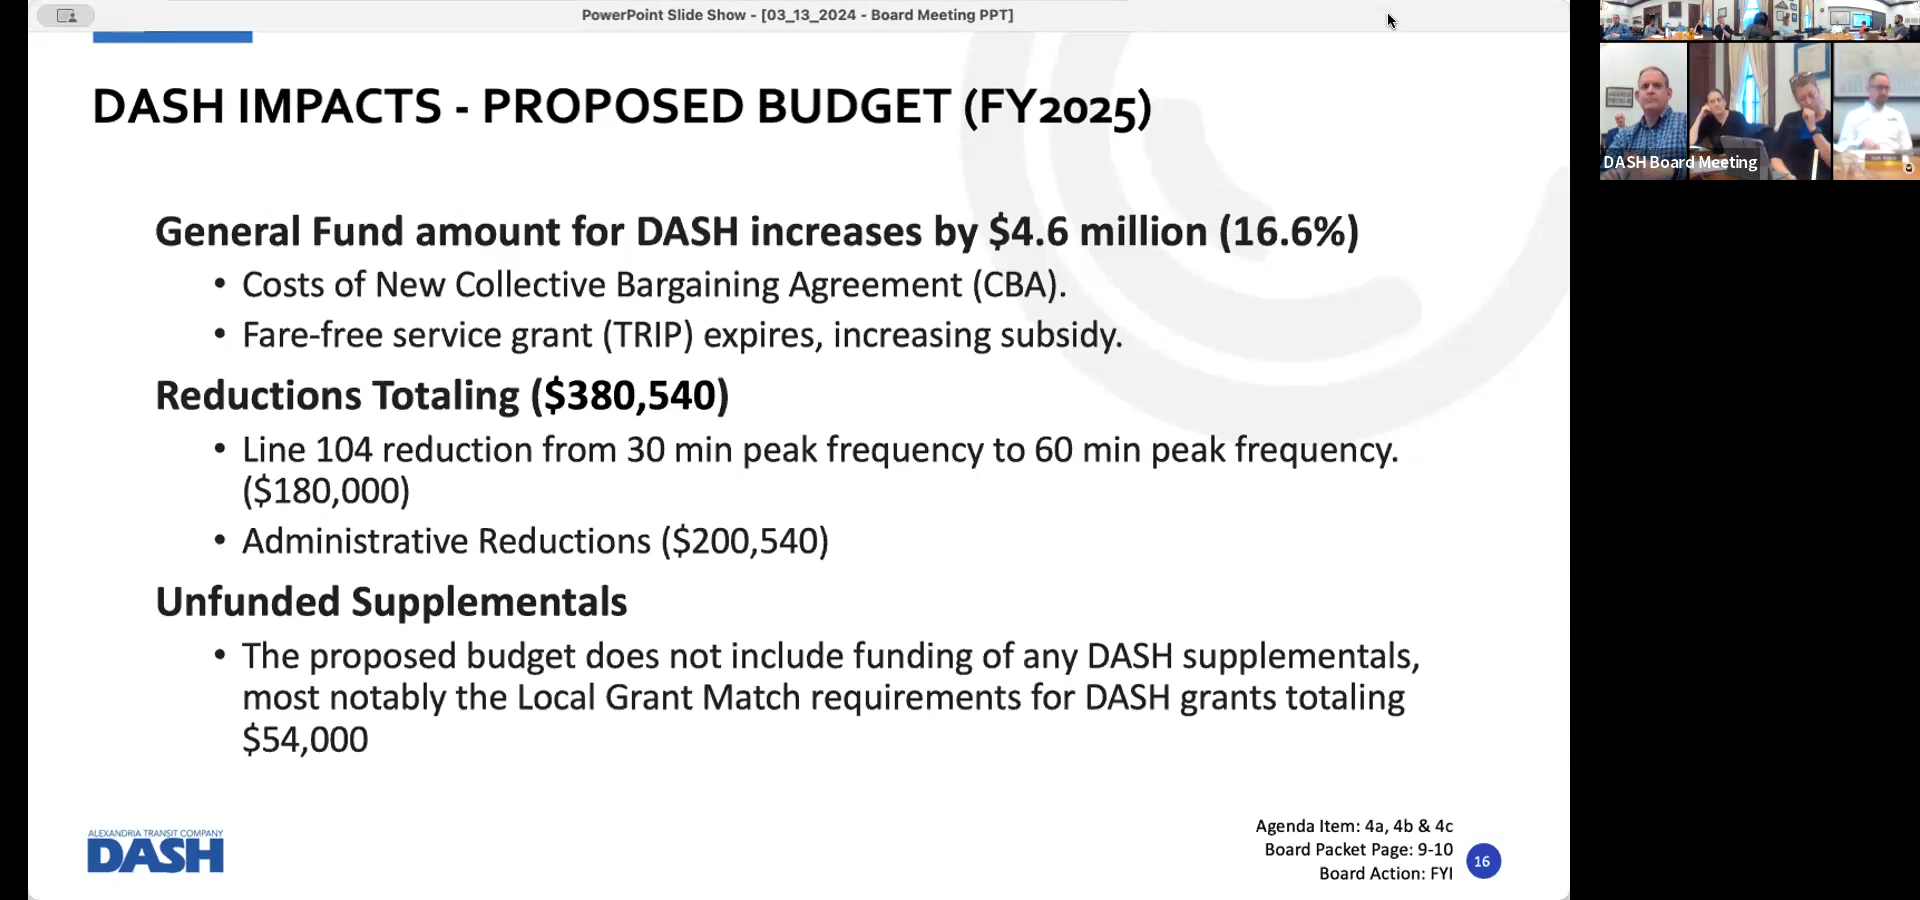 PowerPoint Slide Show - [03_13_2024 - Board Meeting PPT]
DASH IMPACTS - PROPOSED BUDGET (FY2025)
General Fund amount for DASH increases by $4.6 million (16.6%)
• Costs of New Collective Bargaining Agreement (CBA).
• Fare-free service grant (TRIP) expires, increasing subsidy.
Reductions Totaling ($380,540)
• Line 104 reduction from 30 min peak frequency to 60 min peak frequency.
($180,000)
• Administrative Reductions ($200,540)
Unfunded Supplementals
• The proposed budget does not include funding of any DASH supplementals,
most notably the Local Grant Match requirements for DASH grants totaling
$54,000
ALEXANDRIA TRANSIT COMPANY
DASH
Agenda Item: 4a, 4b & 4c
Board Packet Page: 9-10
Board Action: FYI
16
DASH Board Meeting